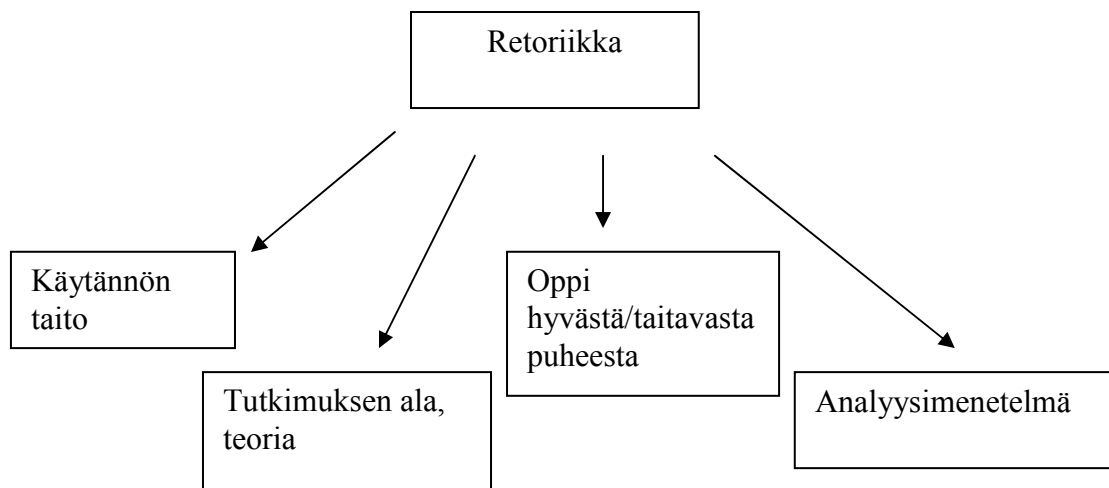 Retoriikka
Käytännön
taito
Tutkimuksen ala,
teoria
Oppi
hyvästä/taitavasta
puheesta
Analyysimenetelmä